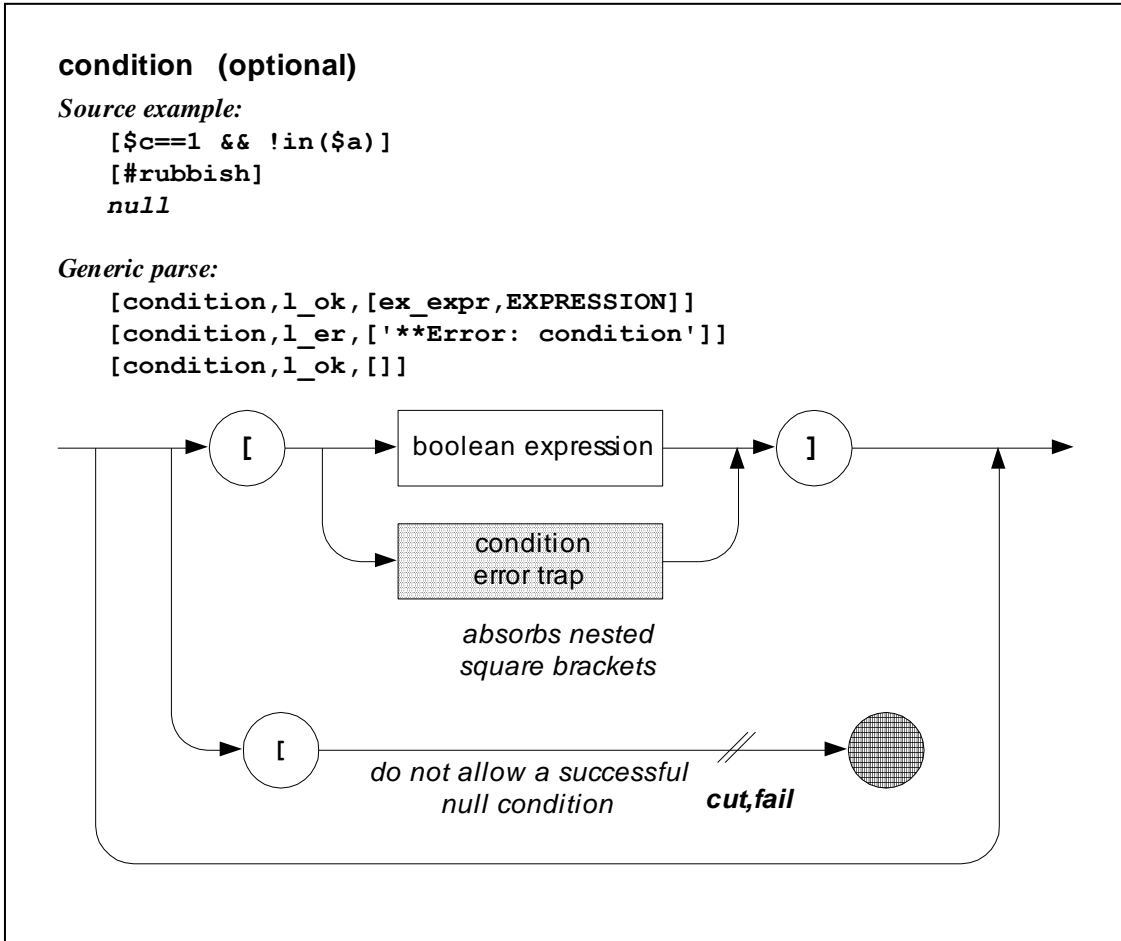 condition (optional)
Source example:
[$c==1 && !in($a)]
[#rubbish]
null
Generic parse:
[condition,l_ok,[ex_expr,EXPRESSION]]
[condition,l_er,['**Error: condition']]
[condition,l_ok,[]]
[
boolean expression
]
condition
error trap
absorbs nested
square brackets
[
do not allow a successful
null condition
cut,fail